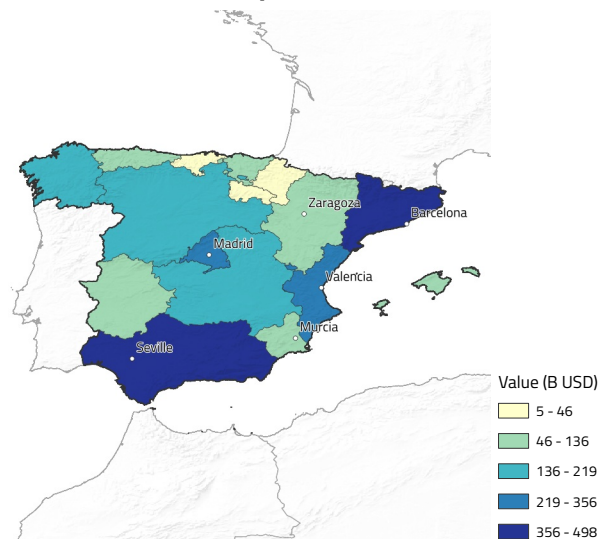 Zaragoza
Barcelona
Madrid
Valencia
Murcia
Seville
Value (B USD)
5 - 46
46 - 136
136 - 219
219 - 356
356 - 498